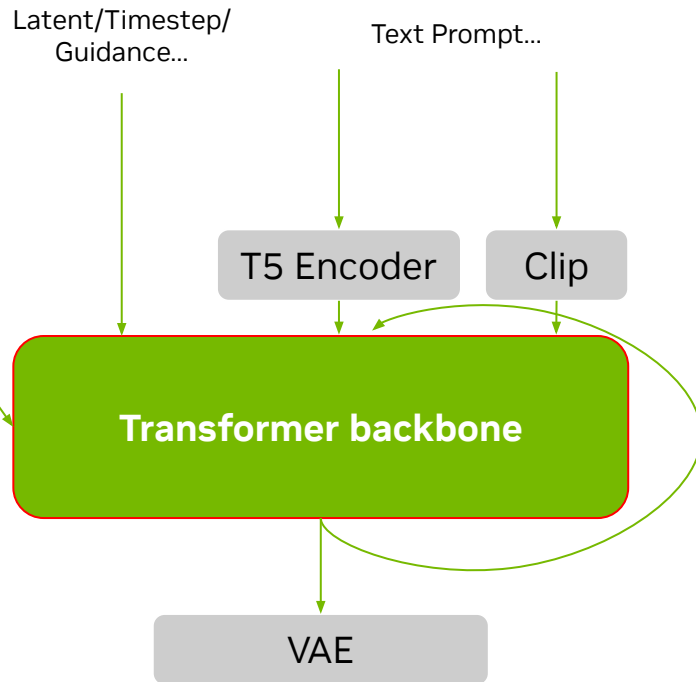 Latent/Timestep/
Guidance…
Text Prompt…
T5 Encoder
Clip
Transformer backbone
VAE